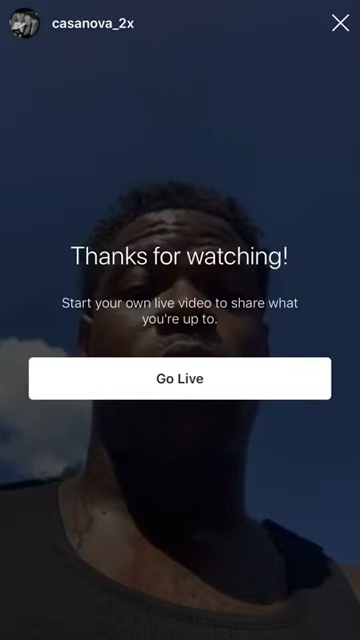 casanova_2x
Thanks for watching!
Start your own live video to share what
you're up to.
Go Live